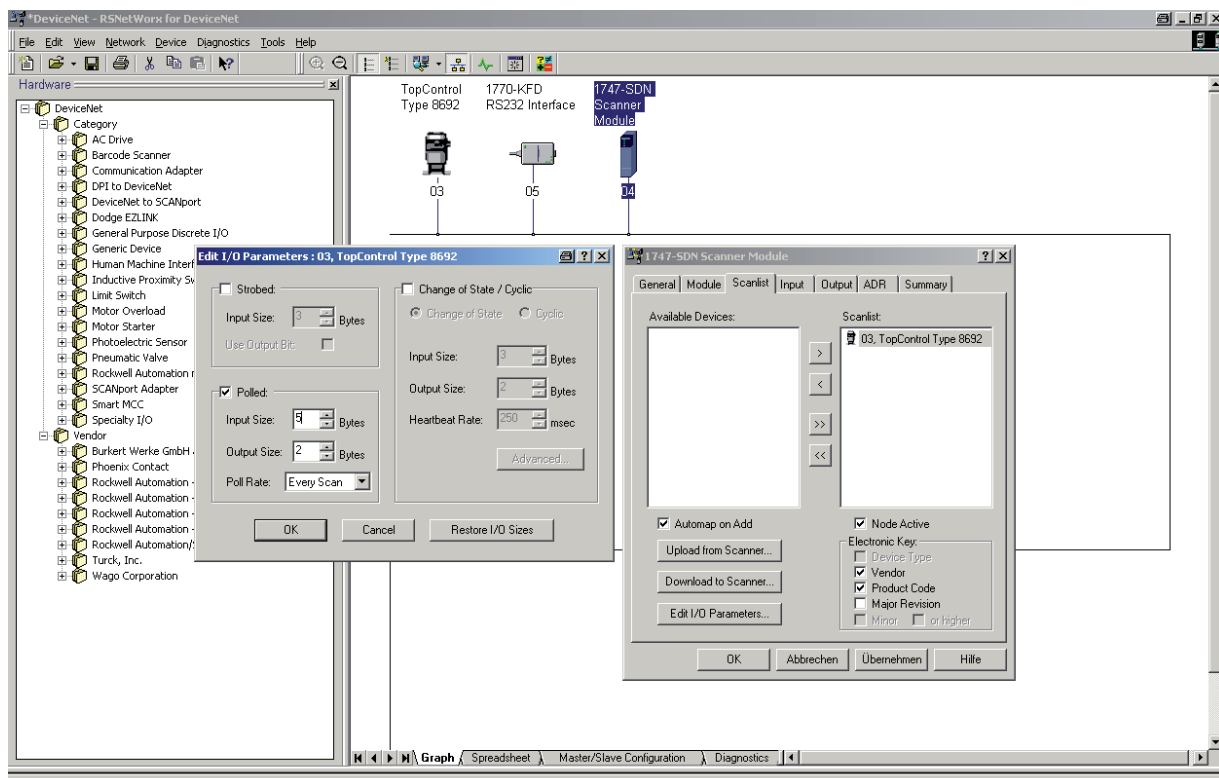 *DeviceNet - RSNetWorx for DeviceNet
File Edit View Network Device Diagnostics Tools Help
Hardware
DeviceNet
Category
AC Drive
Barcode Scanner
Communication Adapter
DPI to DeviceNet
DeviceNet to SCANport
Dodge EZLINK
General Purpose Discrete I/O
Generic Device
Human Machine Interf
Inductive Proximity Sw
Limit Switch
Motor Overload
Motor Starter
Photoelectric Sensor
Pneumatic Valve
Rockwell Automation
SCANport Adapter
Smart MCC
Specialty I/O
Vendor
Burkert Werke GmbH
Phoenix Contact
Rockwell Automation -
Rockwell Automation -
Rockwell Automation -
Rockwell Automation -
Rockwell Automation/
Turck, Inc.
Wago Corporation
TopControl
Type 8692
03
1770-KFD
RS232 Interface
05
1747-SDN
Scanner
Module
04
Edit I/O Parameters : 03, TopControl Type 8692
Strobed:
Input Size: 3 Bytes
Use Output Bit:
Polled:
Input Size: 5 Bytes
Output Size: 2 Bytes
Poll Rate: Every Scan
Change of State / Cyclic
Change of State Cyclic
Input Size: 3 Bytes
Output Size: 2 Bytes
Heartbeat Rate: 250 msec
Advanced...
OK Cancel Restore I/O Sizes
1747-SDN Scanner Module
General Module Scanlist Input Output ADR Summary
Available Devices:
Scanlist:
03, TopControl Type 8692
>
<
>>
<<
Automap on Add
Upload from Scanner...
Download to Scanner...
Edit I/O Parameters...
Node Active
Electronic Key:
Device Type
Vendor
Product Code
Major Revision
Minor or higher
OK Abbrechen Übernehmen Hilfe
Graph Spreadsheet Master/Slave Configuration Diagnostics